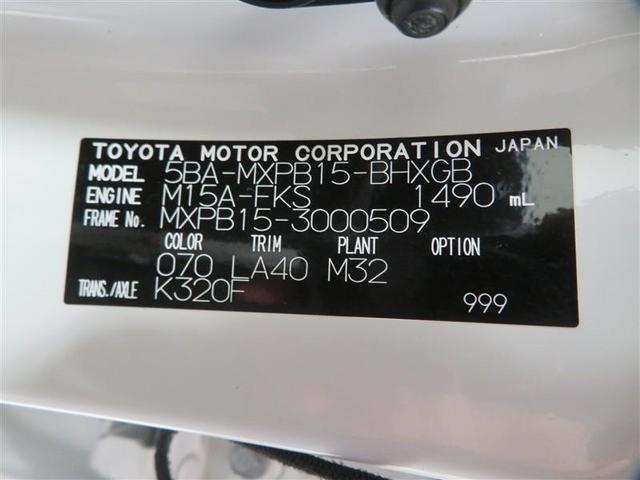 TOYOTA MOTOR CORPORATION JAPAN
MODEL 5BA-MXPB15-BHXGB
ENGINE M15A-FKS 1490 mL
FRAME No. MXPB15-3000509
COLOR TRIM PLANT OPTION
070 LA40 M32
TRANS./AXLE K320F 999